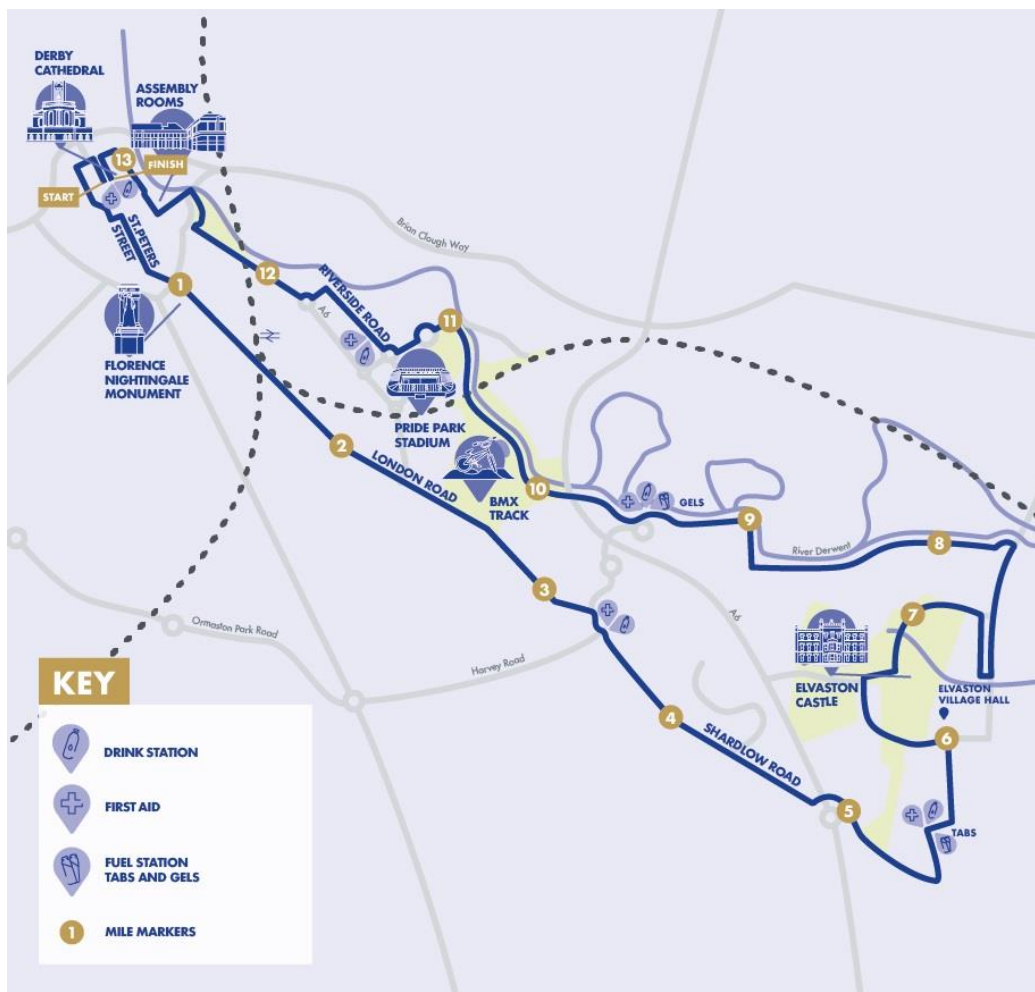 DERBY
CATHEDRAL
ASSEMBLY
ROOMS
13
FINISH
START
ST.PETERS
STREET
1
12
RIVERSIDE ROAD
A6
11
Brian Clough Way
FLORENCE
NIGHTINGALE
MONUMENT
PRIDE PARK
STADIUM
2
LONDON ROAD
BMX
TRACK
10
GELS
9
River Derwent
8
3
A6
7
Ormaston Park Road
Harvey Road
ELVASTON
CASTLE
ELVASTON
VILLAGE HALL
6
4
SHARDLOW ROAD
5
TABS
KEY
DRINK STATION
FIRST AID
FUEL STATION
TABS AND GELS
1
MILE MARKERS